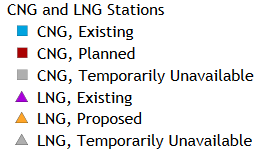 CNG and LNG Stations
CNG, Existing
CNG, Planned
CNG, Temporarily Unavailable
LNG, Existing
LNG, Proposed
LNG, Temporarily Unavailable